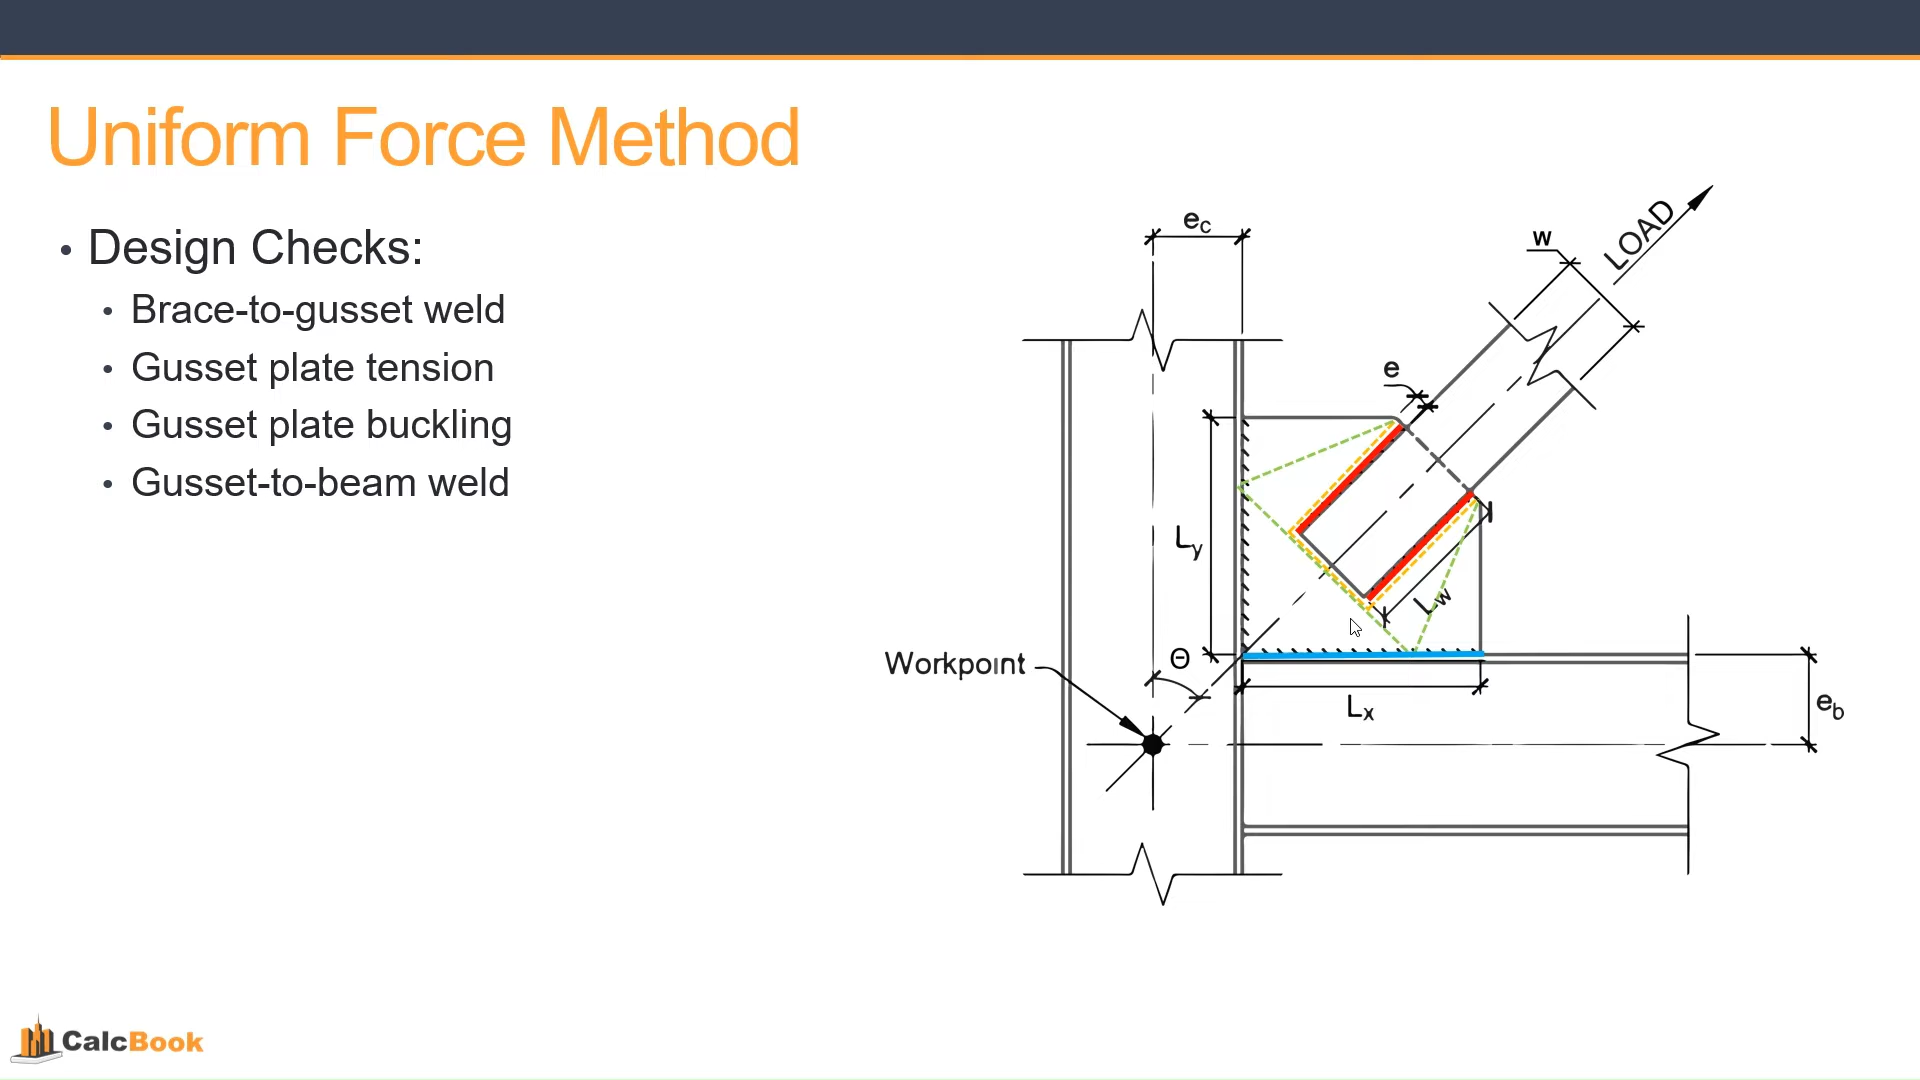 Uniform Force Method
• Design Checks:
• Brace-to-gusset weld
• Gusset plate tension
• Gusset plate buckling
• Gusset-to-beam weld
ec
w
LOAD
e
Ly
Lw
Workpoint
Θ
Lx
eb
CalcBook